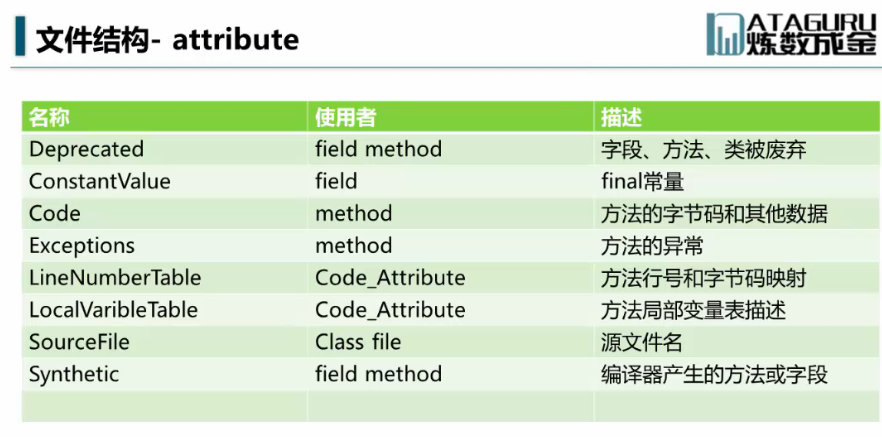 文件结构- attribute
ATAGURU
炼数成金
名称 使用者 描述
Deprecated field method 字段、方法、类被废弃
ConstantValue field final常量
Code method 方法的字节码和其他数据
Exceptions method 方法的异常
LineNumberTable Code_Attribute 方法行号和字节码映射
LocalVaribleTable Code_Attribute 方法局部变量表描述
SourceFile Class file 源文件名
Synthetic field method 编译器产生的方法或字段